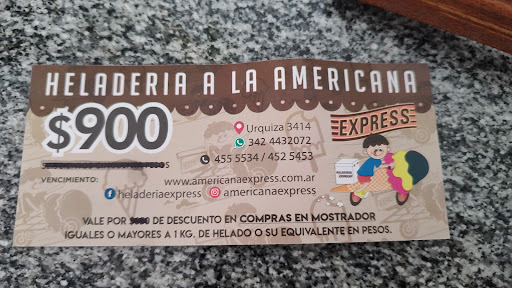 HELADERIA A LA AMERICANA
$900
Urquiza 3414
342 4432072
455 5534 / 452 5453
EXPRESS
VENCIMIENTO:
www.americanaexpress.com.ar
heladeriaexpress americanaexpress
VALE POR DE DESCUENTO EN COMPRAS EN MOSTRADOR
IGUALES O MAYORES A 1 KG. DE HELADO O SU EQUIVALENTE EN PESOS.